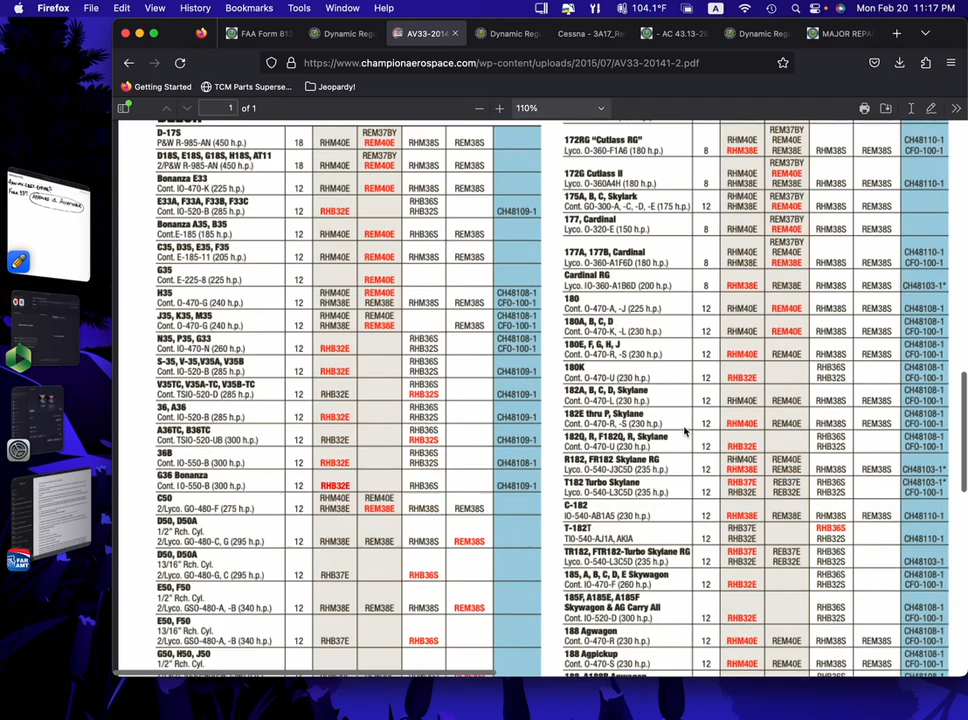 Firefox File Edit View History Bookmarks Tools Window Help 104.1°F A Mon Feb 20 11:17 PM
FAA Form 813 Dynamic Regu AV33-20141-2 Dynamic Reg Cessna - 3A17_Re - AC 43.13-2B Dynamic Reg MAJOR REPA
https://www.championaerospace.com/wp-content/uploads/2015/07/AV33-20141-2.pdf
Getting Started TCM Parts Superse... Jeopardy!
1 of 1 110%
D-17S REM37BY
P&W R-985-AN (450 h.p.) 18 RHM40E REM40E RHM38S REM38S
D18S, E18S, G18S, H18S, AT11 REM37BY
2/P&W R-985-AN (450 h.p.) 18 RHM40E REM40E RHM38S REM38S
Bonanza E33
Cont. IO-470-K (225 h.p.) 12 RHM40E REM40E RHM38S REM38S
E33A, F33A, F33B, F33C RHB36S
Cont. IO-520-B (285 h.p.) 12 RHB32E RHB32S CH48109-1
Bonanza A35, B35
Cont.E-185 (185 h.p.) 12 RHM40E REM40E RHM38S REM38S
C35, D35, E35, F35
Cont. E-185-11 (205 h.p.) 12 RHM40E REM40E RHM38S REM38S
G35
Cont. E-225-8 (225 h.p.) 12 REM40E
H35 RHM40E REM40E CH48108-1
Cont. O-470-G (240 h.p.) 12 RHM38E REM38E RHM38S REM38S CFO-100-1
J35, K35, M35 RHM40E REM40E CH48108-1
Cont. O-470-G (240 h.p.) 12 RHM38E REM38E RHM38S REM38S CFO-100-1
N35, P35, G33 RHB36S CH48108-1
Cont. IO-470-N (260 h.p.) 12 RHB32E RHB32S CFO-100-1
S-35, V-35,V35A, V35B RHB36S
Cont. IO-520-B (285 h.p.) 12 RHB32E RHB32S CH48109-1
V35TC, V35A-TC, V35B-TC RHB36S
Cont. TSIO-520-D (285 h.p.) 12 RHB32E RHB32S CH48109-1
36, A36 RHB36S
Cont. IO-520-B (285 h.p.) 12 RHB32E RHB32S CH48109-1
A36TC, B36TC RHB36S
Cont. TSIO-520-UB (300 h.p.) 12 RHB32E RHB32S CH48109-1
36B RHB36S
Cont. IO-550-B (300 h.p.) 12 RHB32E RHB32S CH48108-1
G36 Bonanza RHB36S
Cont. IO-550-B (300 h.p.) 12 RHB32E RHB32S CH48109-1
C50 RHM40E REM40E
2/Lyco. GO-480-F (275 h.p.) 12 RHM38E REM38E RHM38S REM38S
D50, D50A
1/2" Rch. Cyl.
2/Lyco. GO-480-C, G (295 h.p.) 12 RHM38E REM38E RHM38S REM38S
D50, D50A
13/16" Rch. Cyl.
2/Lyco. GO-480-G, C (295 h.p.) 12 RHB37E RHB36S
E50, F50
1/2" Rch. Cyl.
2/Lyco. GSO-480-A, -B (340 h.p.) 12 RHM38E REM38E RHM38S REM38S
E50, F50
13/16" Rch. Cyl.
2/Lyco. GSO-480-A, -B (340 h.p.) 12 RHB37E RHB36S
G50, H50, J50
1/2" Rch. Cyl.
REM37BY
172RG "Cutlass RG" RHM40E REM40E CH48110-1
Lyco. O-360-F1A6 (180 h.p.) 8 RHM38E REM38E RHM38S REM38S CFO-100-1
REM37BY
172G Cutlass II RHM40E REM40E
Lyco. O-360A4H (180 h.p.) 8 RHM38E REM38E RHM38S REM38S CH48110-1
175A, B, C, Skylark REM37BY
Cont. GO-300-A, -C, -D, -E (175 h.p.) 12 RHM40E REM40E RHM38S REM38S
177, Cardinal REM37BY
Lyco. O-320-E (150 h.p.) 8 RHM40E REM40E RHM38S REM38S
REM37BY
177A, 177B, Cardinal RHM40E REM40E CH48110-1
Lyco. O-360-A1F6D (180 h.p.) 8 RHM38E REM38E RHM38S REM38S CFO-100-1
Cardinal RG
Lyco. IO-360-A1B6D (200 h.p.) 8 RHM38E REM38E RHM38S REM38S CH48103-1*
180 CH48108-1
Cont. O-470-A, -J (225 h.p.) 12 RHM40E REM40E RHM38S REM38S CFO-100-1
180A, B, C, D CH48108-1
Cont. O-470-K, -L (230 h.p.) 12 RHM40E REM40E RHM38S REM38S CFO-100-1
180E, F, G, H, J CH48108-1
Cont. O-470-R, -S (230 h.p.) 12 RHM40E REM40E RHM38S REM38S CFO-100-1
180K RHB36S CH48108-1
Cont. O-470-U (230 h.p.) 12 RHB32E RHB32S CFO-100-1
182A, B, C, D, Skylane CH48108-1
Cont. O-470-L (230 h.p.) 12 RHM40E REM40E RHM38S REM38S CFO-100-1
182E thru P, Skylane CH48108-1
Cont. O-470-R, -S (230 h.p.) 12 RHM40E REM40E RHM38S REM38S CFO-100-1
182Q, R, F182Q, R, Skylane RHB36S CH48108-1
Cont. O-470-U (230 h.p.) 12 RHB32E RHB32S CFO-100-1
R182, FR182 Skylane RG RHM40E REM40E
Lyco. O-540-J3C5D (235 h.p.) 12 RHM38E REM38E RHM38S REM38S CH48103-1*
T182 Turbo Skylane RHB37E REB37E RHB36S CH48103-1*
Lyco. O-540-L3C5D (235 h.p.) 12 RHB32E REB32E RHB32S CFO-100-1
C-182 CH48110-1
IO-540-AB1A5 (230 h.p.) 12 RHM38E REM38E RHM38S REM38S CFO-100-1
T-182T RHB37E RHB36S
TIO-540-AJ1A, AKIA 12 RHB32E RHB32S CH48110-1
TR182, FTR182-Turbo Skylane RG RHB37E REB37E RHB36S
Lyco. O-540-L3C5D (235 h.p.) 12 RHB32E REB32E RHB32S CH48103-1
185, A, B, C, D, E Skywagon RHB36S CH48108-1
Cont. IO-470-F (260 h.p.) 12 RHB32E RHB32S CFO-100-1
185F, A185E, A185F
Skywagon & AG Carry All RHB36S CH48108-1
Cont. IO-520-D (300 h.p.) 12 RHB32E RHB32S CFO-100-1
188 Agwagon CH48108-1
Cont. O-470-R (230 h.p.) 12 RHM40E REM40E RHM38S REM38S CFO-100-1
188 Agpickup CH48108-1
Cont. O-470-S (230 h.p.) 12 RHM40E REM40E RHM38S REM38S CFO-100-1